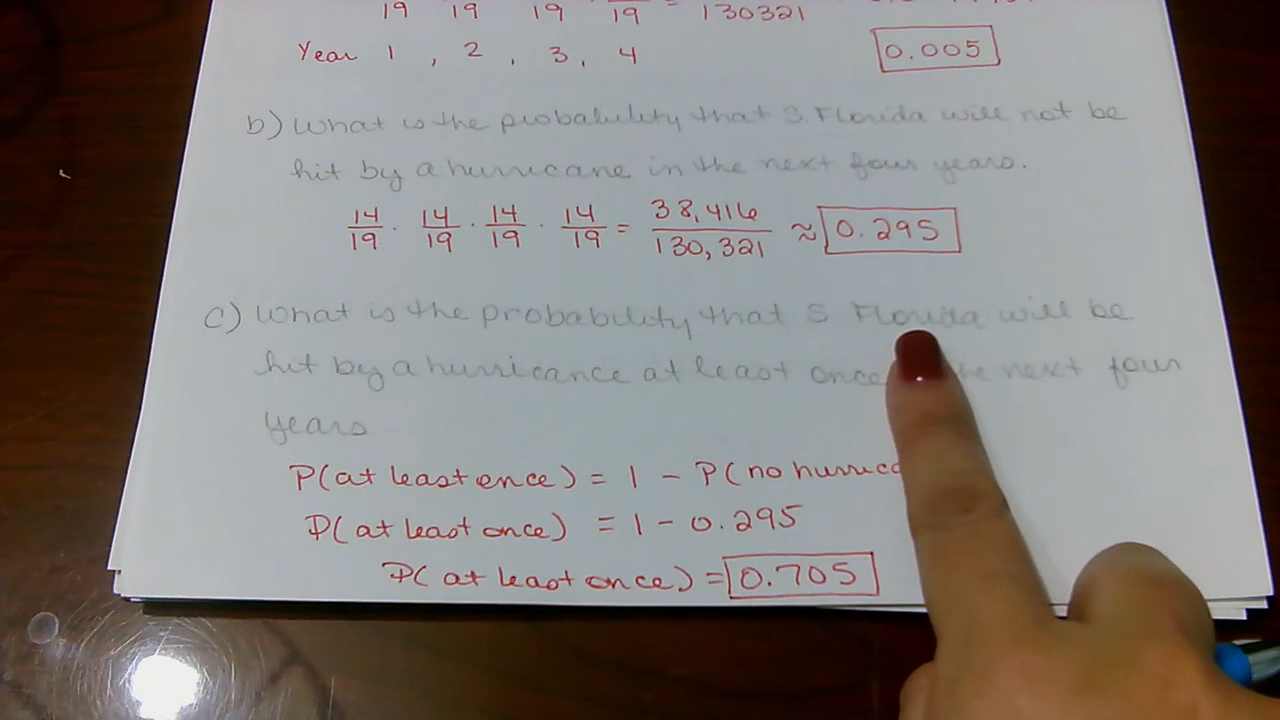 19 19 19 19 = 130321
Year 1 , 2 , 3 , 4 0.005
b) What is the probability that S. Florida will not be
hit by a hurricane in the next four years.
14/19 · 14/19 · 14/19 · 14/19 = 38,416/130,321 ≈ 0.295
c) What is the probability that S Florida will be
hit by a hurricance at least once next four
years
P(at least once) = 1 - P(no hurrica
P(at least once) = 1 - 0.295
P(at least once) = 0.705